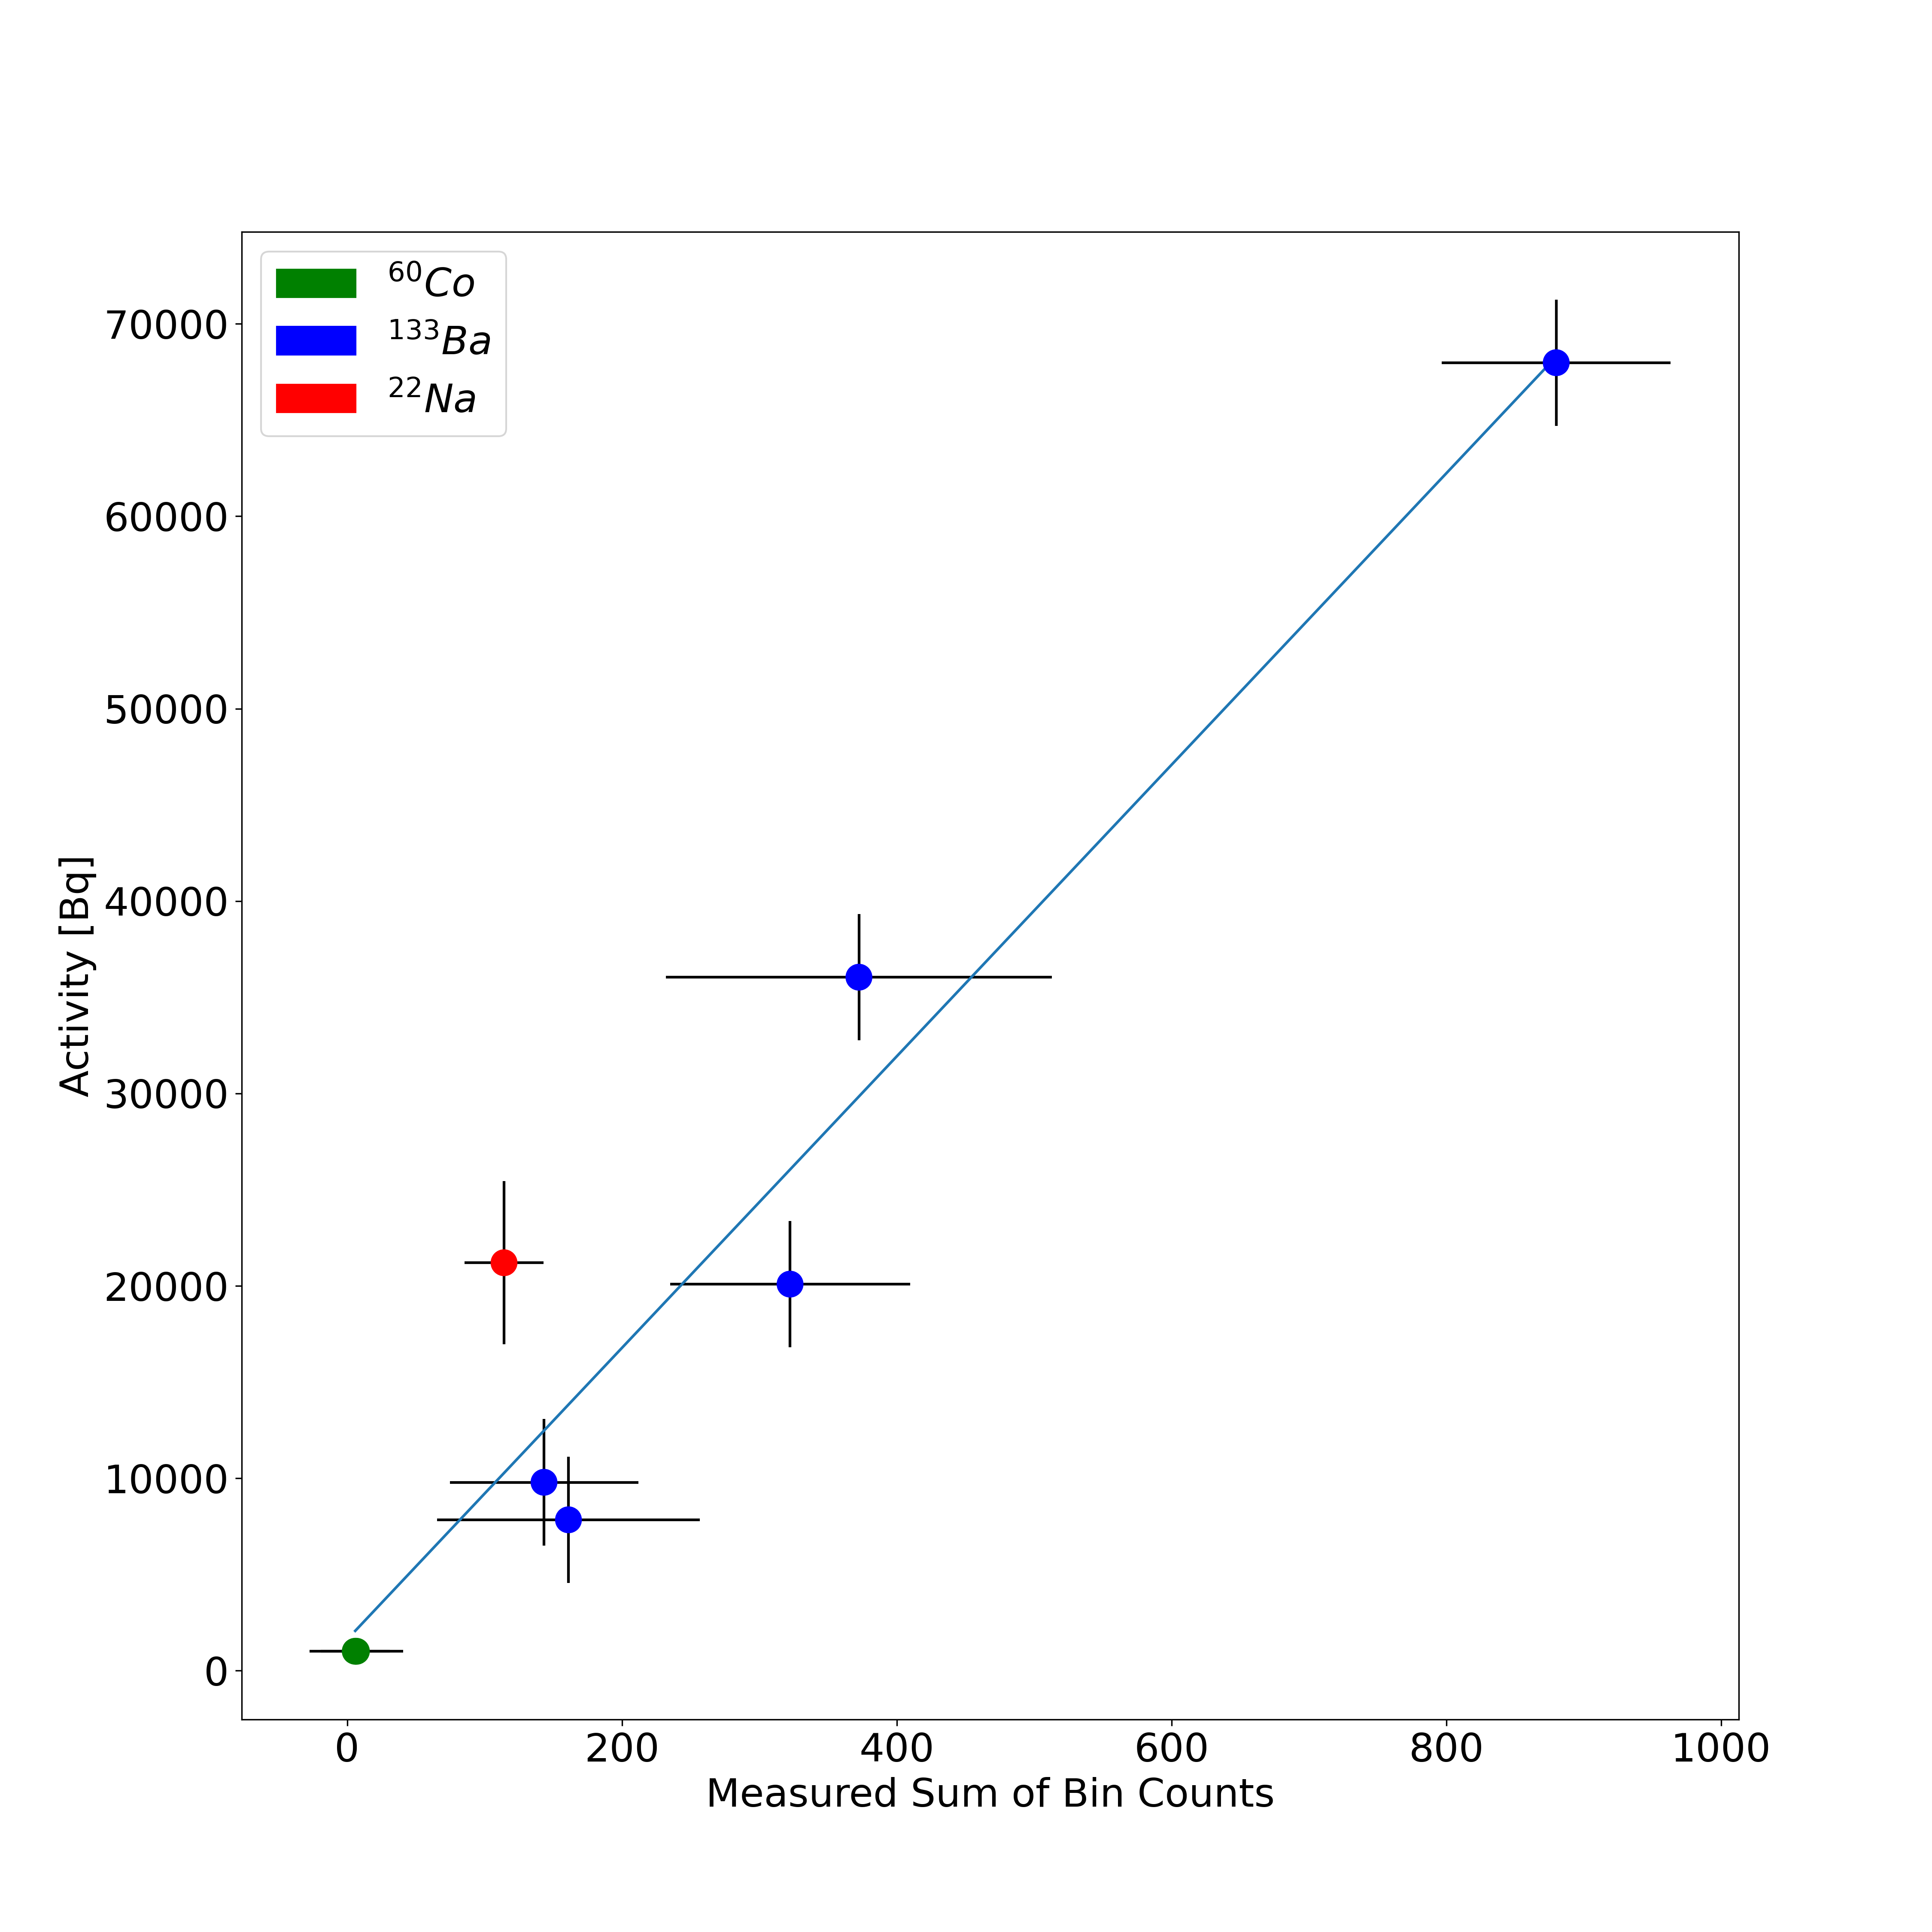 ⁶⁰Co
¹³³Ba
²²Na
70000
60000
50000
40000
30000
20000
10000
0
Activity [Bq]
0 200 400 600 800 1000
Measured Sum of Bin Counts